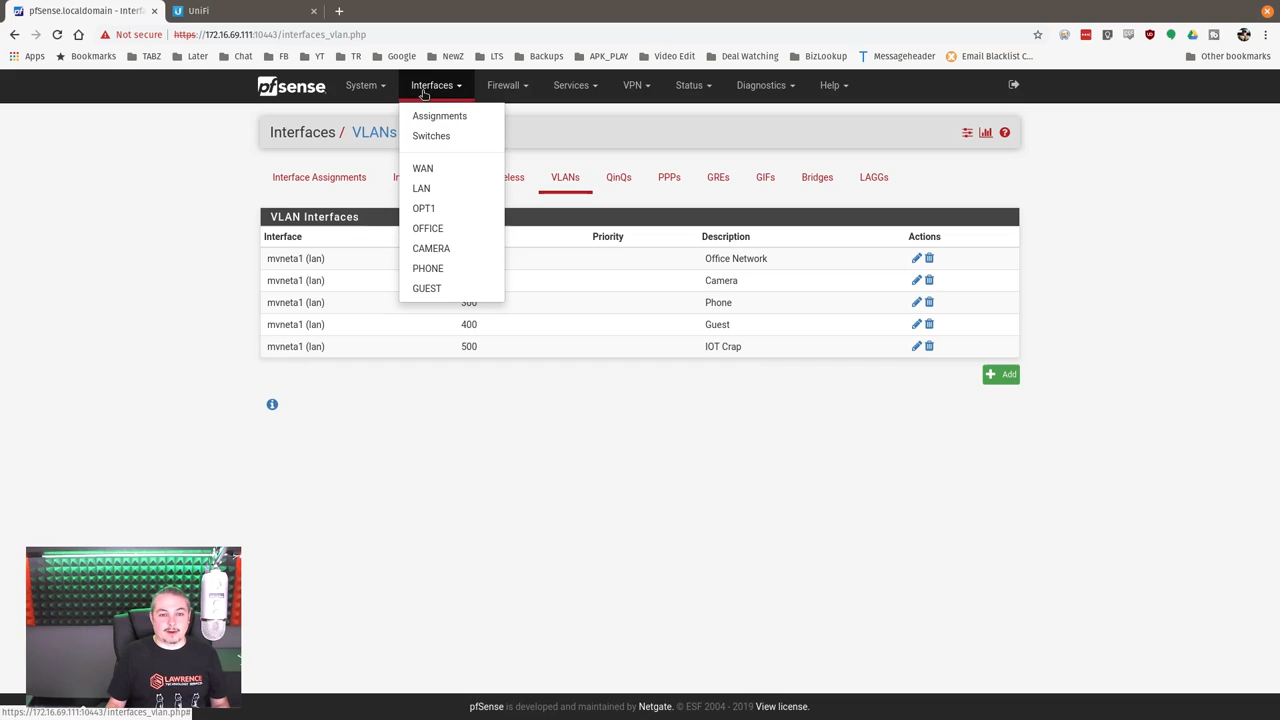 pfsense.localdomain - Interfa
UniFi
Not secure
https://172.16.69.111:10443/interfaces_vlan.php
Apps
Bookmarks
TABZ
Later
Chat
FB
YT
TR
Google
NewZ
LTS
Backups
APK_PLAY
Video Edit
Deal Watching
BizLookup
Messageheader
Email Blacklist C...
Other bookmarks
pfsense
System
Interfaces
Firewall
Services
VPN
Status
Diagnostics
Help
Assignments
Switches
WAN
LAN
OPT1
OFFICE
CAMERA
PHONE
GUEST
Interfaces / VLANs
Interface Assignments
VLANs
QinQs
PPPs
GREs
GIFs
Bridges
LAGGs
VLAN Interfaces
Interface Priority Description Actions
mvneta1 (lan) Office Network
mvneta1 (lan) Camera
mvneta1 (lan) 300 Phone
mvneta1 (lan) 400 Guest
mvneta1 (lan) 500 IOT Crap
Add
LAWRENCE
https://172.16.69.111:10443/interfaces_vlan.php#
pfSense is developed and maintained by Netgate. © ESF 2004 - 2019 View license.